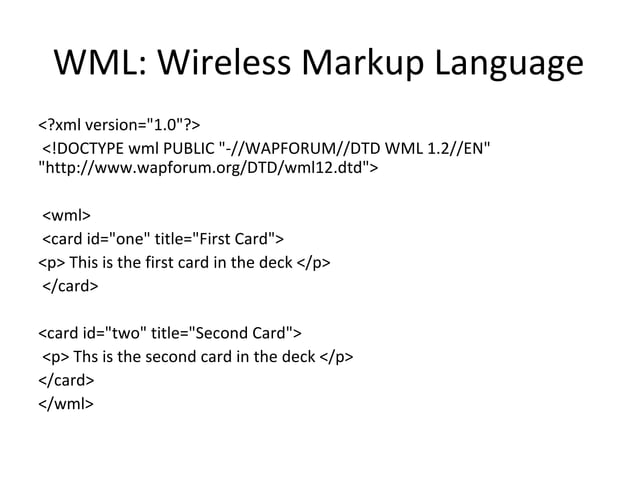 WML: Wireless Markup Language
<?xml version="1.0"?>
<!DOCTYPE wml PUBLIC "-//WAPFORUM//DTD WML 1.2//EN"
"http://www.wapforum.org/DTD/wml12.dtd">
<wml>
<card id="one" title="First Card">
<p> This is the first card in the deck </p>
</card>
<card id="two" title="Second Card">
<p> Ths is the second card in the deck </p>
</card>
</wml>